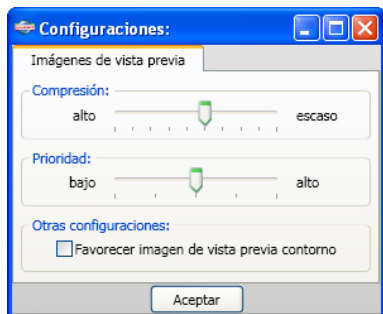 Configuraciones:
Imágenes de vista previa
Compresión:
alto escaso
Prioridad:
bajo alto
Otras configuraciones:
Favorecer imagen de vista previa contorno
Aceptar